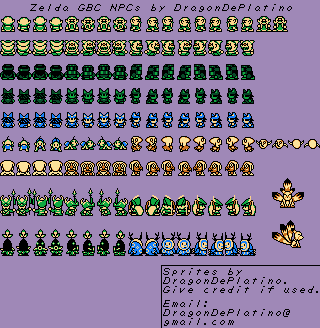 Zelda GBC NPCs by DragonDePlatino
Sprites by
DragonDePlatino.
Give credit if used.
Email:
DragonDePlatino@
gmail.com